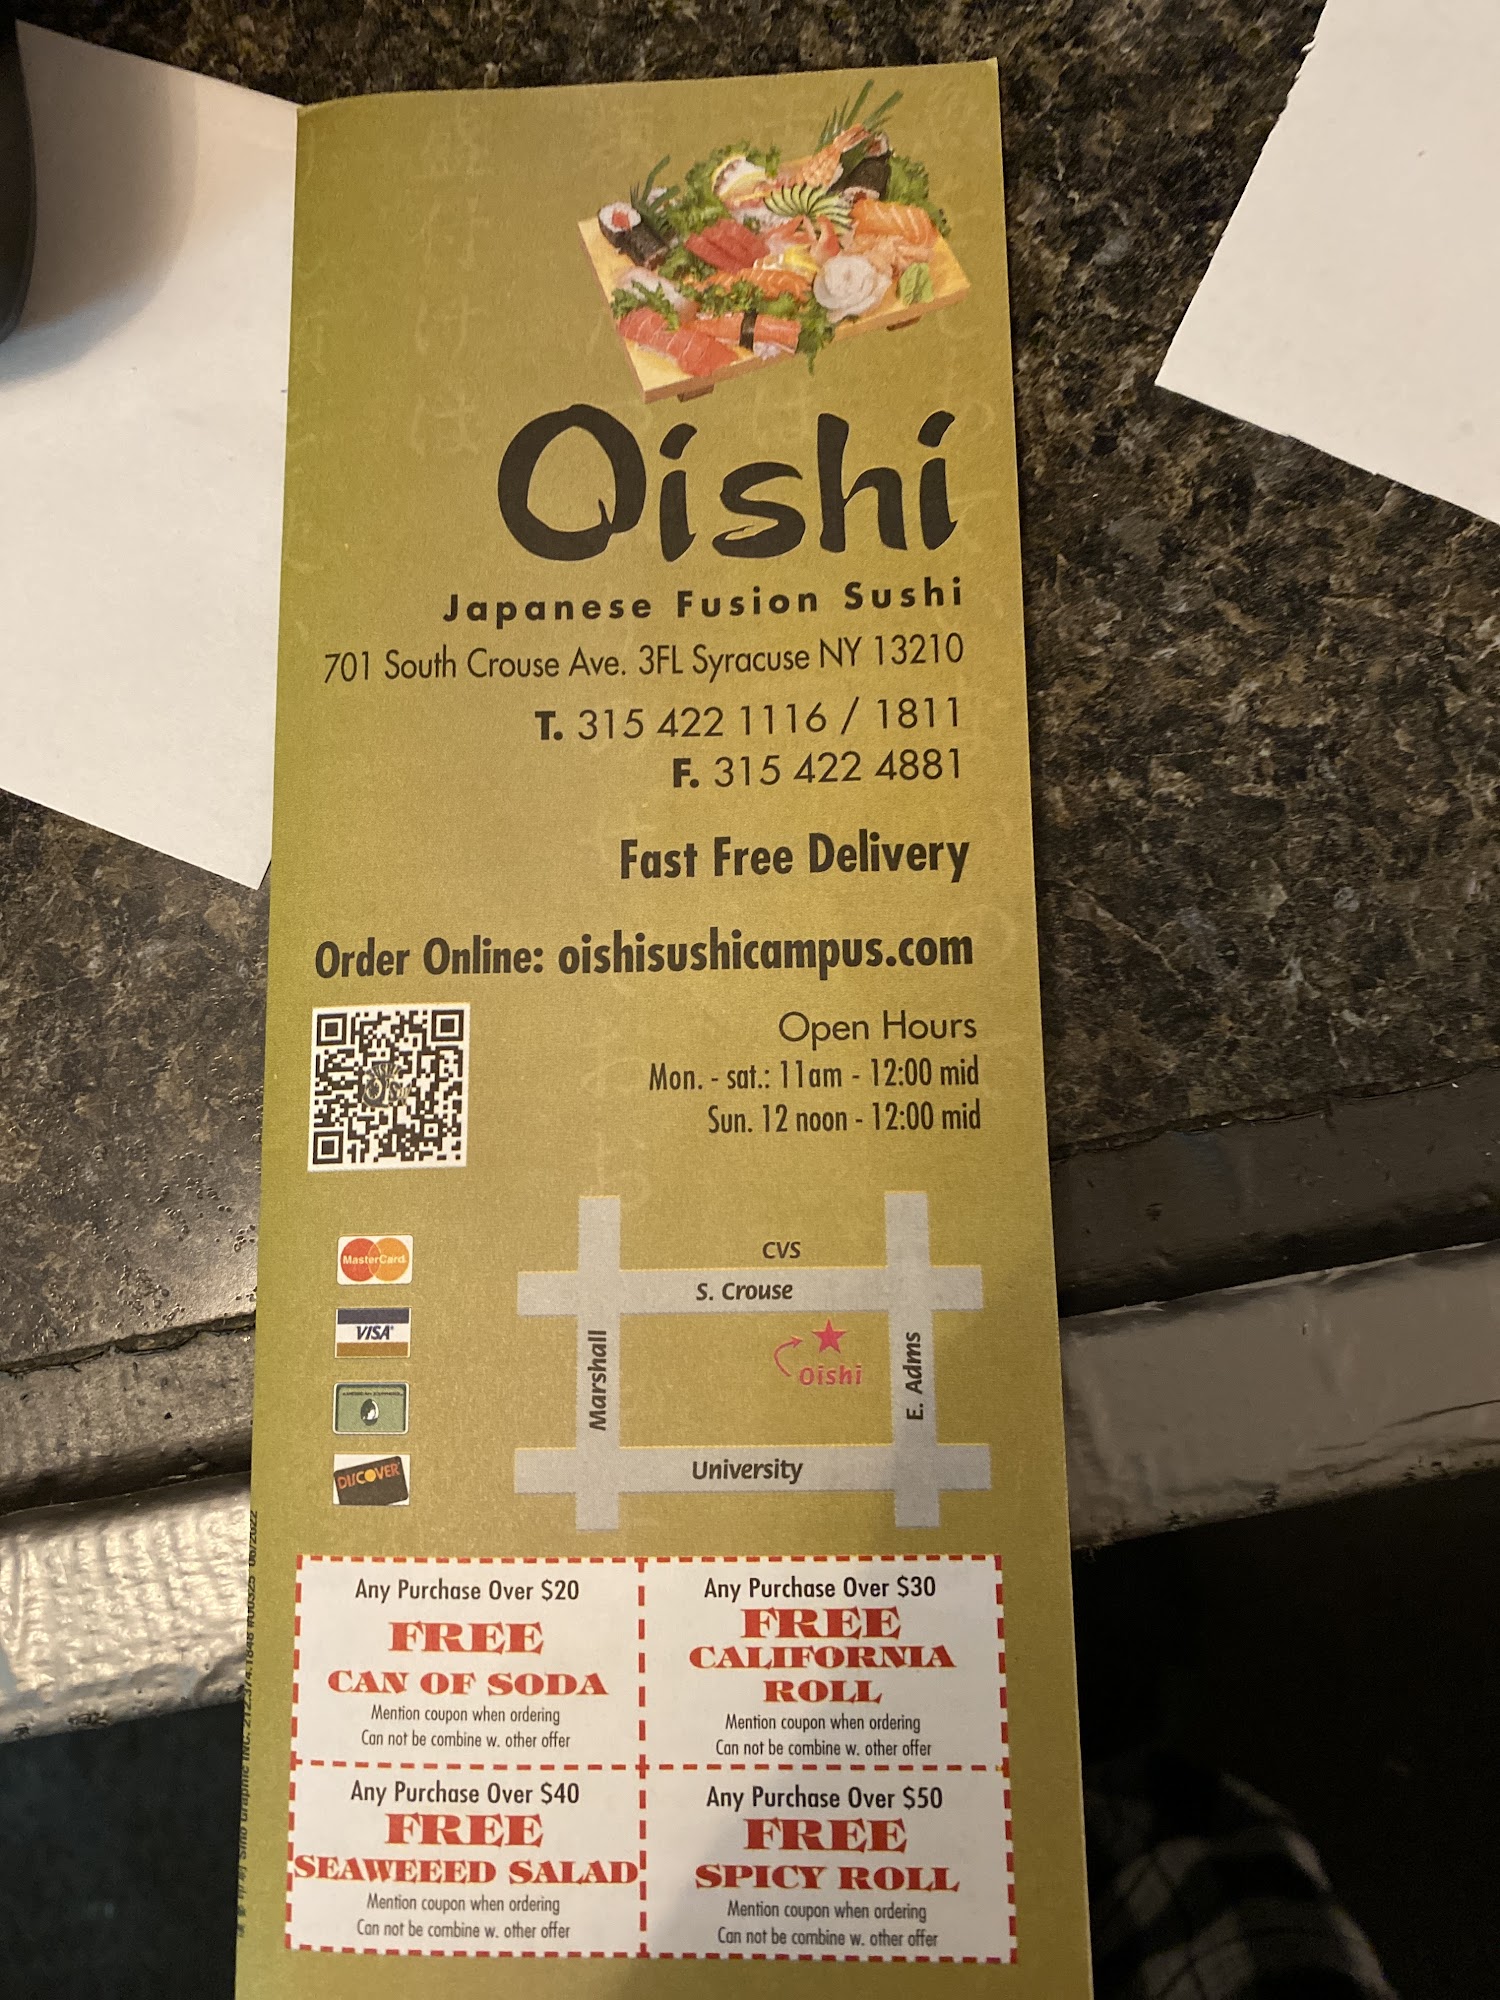 Oishi
Japanese Fusion Sushi
701 South Crouse Ave. 3FL Syracuse NY 13210
T. 315 422 1116 / 1811
F. 315 422 4881
Fast Free Delivery
Order Online: oishisushicampus.com
Open Hours
Mon. - sat.: 11am - 12:00 mid
Sun. 12 noon - 12:00 mid
MasterCard
VISA
DISCOVER
CVS
S. Crouse
Marshall
Oishi
E. Adms
University
Any Purchase Over $20
FREE
CAN OF SODA
Mention coupon when ordering
Can not be combine w. other offer
Any Purchase Over $30
FREE
CALIFORNIA
ROLL
Mention coupon when ordering
Can not be combine w. other offer
Any Purchase Over $40
FREE
SEAWEEED SALAD
Mention coupon when ordering
Can not be combine w. other offer
Any Purchase Over $50
FREE
SPICY ROLL
Mention coupon when ordering
Can not be combine w. other offer